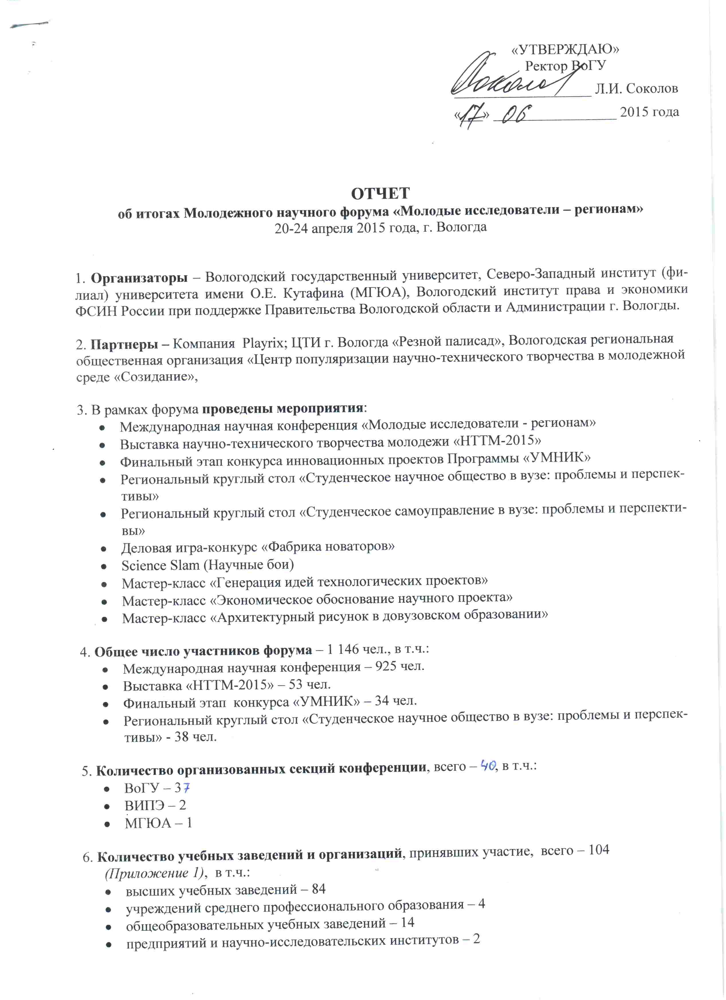 «УТВЕРЖДАЮ»
Ректор ВоГУ
Соколов Л.И. Соколов
«17» 06 2015 года
ОТЧЕТ
об итогах Молодежного научного форума «Молодые исследователи – регионам»
20-24 апреля 2015 года, г. Вологда
1. Организаторы – Вологодский государственный университет, Северо-Западный институт (фи-
лиал) университета имени О.Е. Кутафина (МГЮА), Вологодский институт права и экономики
ФСИН России при поддержке Правительства Вологодской области и Администрации г. Вологды.
2. Партнеры – Компания Playrix; ЦТИ г. Вологда «Резной палисад», Вологодская региональная
общественная организация «Центр популяризации научно-технического творчества в молодежной
среде «Созидание»,
3. В рамках форума проведены мероприятия:
• Международная научная конференция «Молодые исследователи - регионам»
• Выставка научно-технического творчества молодежи «НТТМ-2015»
• Финальный этап конкурса инновационных проектов Программы «УМНИК»
• Региональный круглый стол «Студенческое научное общество в вузе: проблемы и перспек-
тивы»
• Региональный круглый стол «Студенческое самоуправление в вузе: проблемы и перспекти-
вы»
• Деловая игра-конкурс «Фабрика новаторов»
• Science Slam (Научные бои)
• Мастер-класс «Генерация идей технологических проектов»
• Мастер-класс «Экономическое обоснование научного проекта»
• Мастер-класс «Архитектурный рисунок в довузовском образовании»
4. Общее число участников форума – 1 146 чел., в т.ч.:
• Международная научная конференция – 925 чел.
• Выставка «НТТМ-2015» – 53 чел.
• Финальный этап конкурса «УМНИК» – 34 чел.
• Региональный круглый стол «Студенческое научное общество в вузе: проблемы и перспек-
тивы» - 38 чел.
5. Количество организованных секций конференции, всего – 40, в т.ч.:
• ВоГУ – 37
• ВИПЭ – 2
• МГЮА – 1
6. Количество учебных заведений и организаций, принявших участие, всего – 104
(Приложение 1), в т.ч.:
• высших учебных заведений – 84
• учреждений среднего профессионального образования – 4
• общеобразовательных учебных заведений – 14
• предприятий и научно-исследовательских институтов – 2